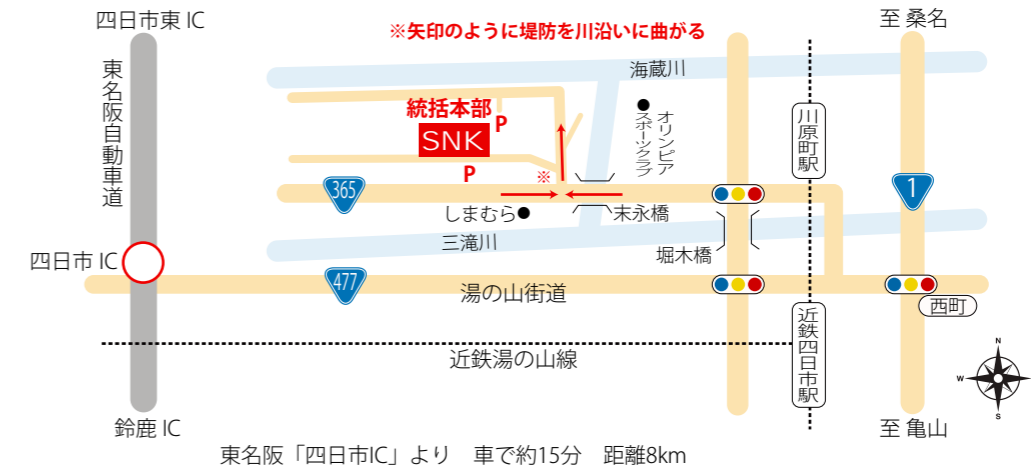 四日市東 IC
※矢印のように堤防を川沿いに曲がる
至 桑名
東名阪自動車道
海蔵川
統括本部
P
SNK
オリンピア
スポーツクラブ
川原町駅
P
※
365
1
しまむら
末永橋
三滝川
堀木橋
四日市 IC
477
湯の山街道
西町
近鉄湯の山線
近鉄四日市駅
N
W
S
鈴鹿 IC
至 亀山
東名阪「四日市IC」より　車で約15分　距離8km